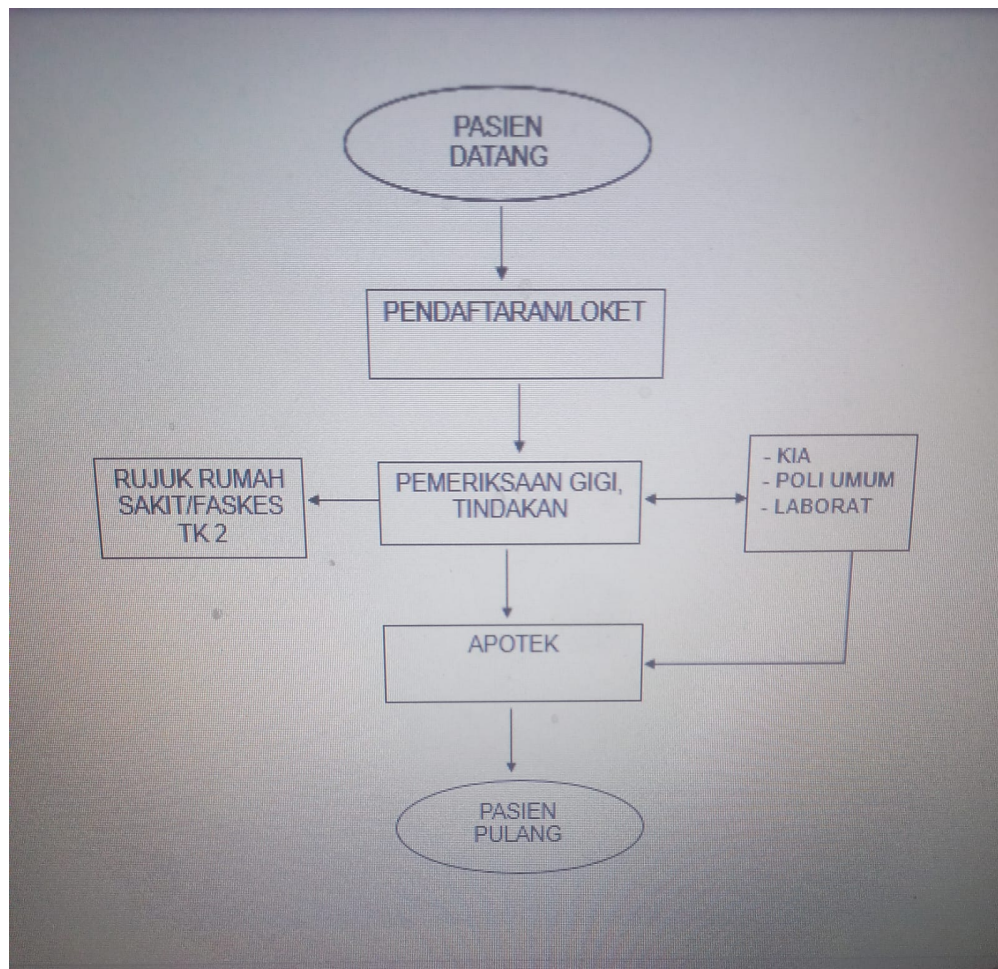 PASIEN
DATANG
PENDAFTARAN/LOKET
RUJUK RUMAH
SAKIT/FASKES
TK 2
PEMERIKSAAN GIGI,
TINDAKAN
- KIA
- POLI UMUM
- LABORAT
APOTEK
PASIEN
PULANG